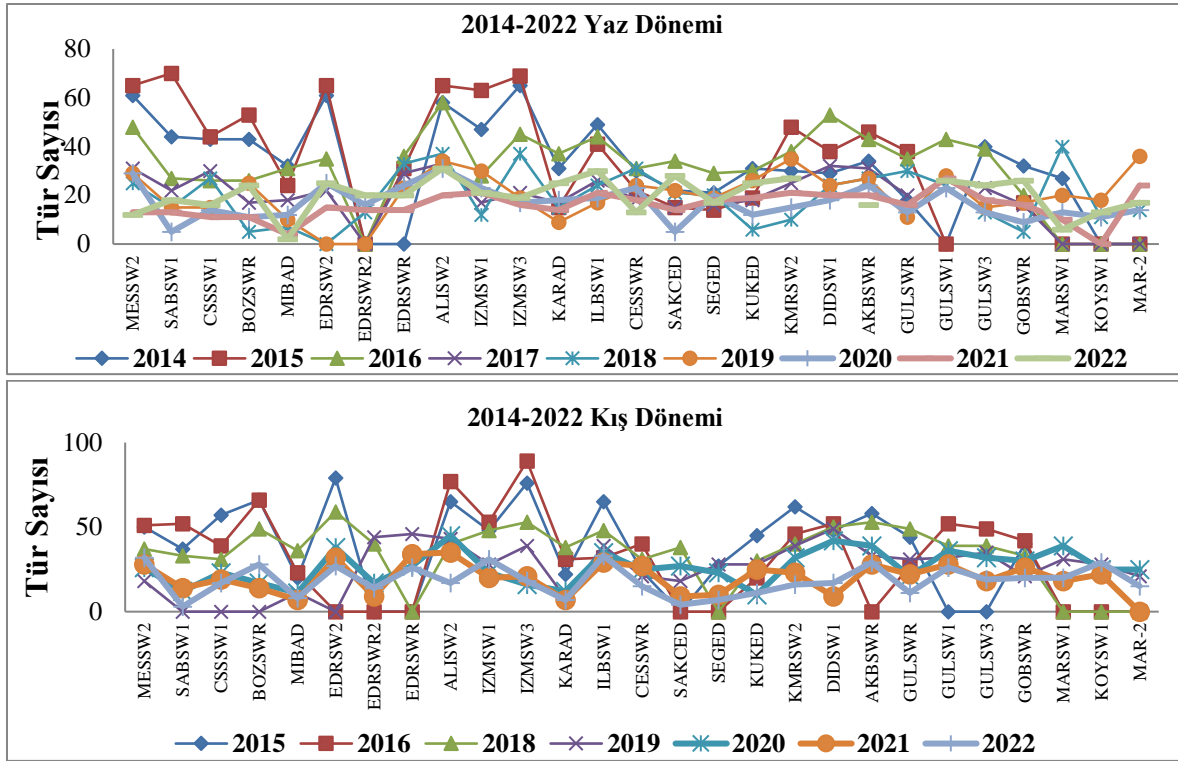 2014-2022 Yaz Dönemi
Tür Sayısı
80
60
40
20
0
MESSW2
SABSW1
CSSSW1
BOZSWR
MIBAD
EDRSW2
EDRSWR2
EDRSWR
ALISW2
IZMSW1
IZMSW3
KARAD
ILBSW1
CESSWR
SAKCED
SEGED
KUKED
KMRSW2
DIDSW1
AKBSWR
GULSWR
GULSW1
GULSW3
GOBSWR
MARSW1
KOYSW1
MAR-2
2014 2015 2016 2017 2018 2019 2020 2021 2022
2014-2022 Kış Dönemi
Tür Sayısı
100
50
0
MESSW2
SABSW1
CSSSW1
BOZSWR
MIBAD
EDRSW2
EDRSWR2
EDRSWR
ALISW2
IZMSW1
IZMSW3
KARAD
ILBSW1
CESSWR
SAKCED
SEGED
KUKED
KMRSW2
DIDSW1
AKBSWR
GULSWR
GULSW1
GULSW3
GOBSWR
MARSW1
KOYSW1
MAR-2
2015 2016 2018 2019 2020 2021 2022